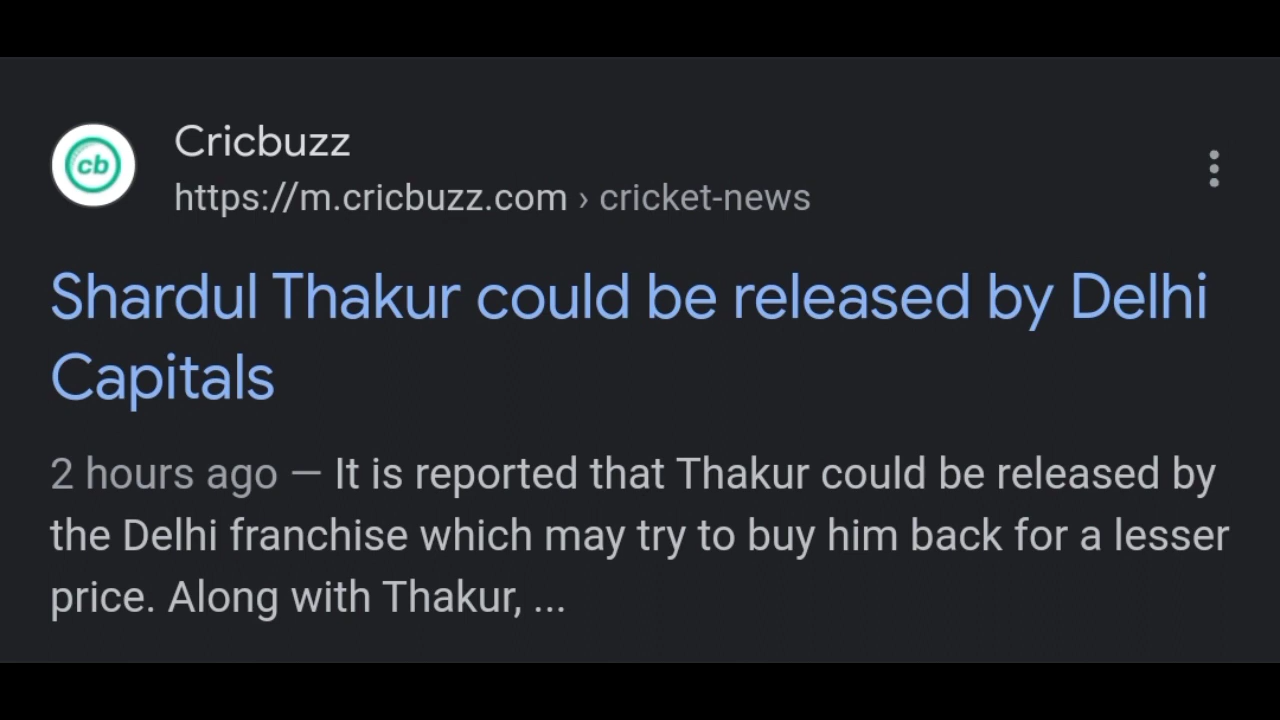 cb
Cricbuzz
https://m.cricbuzz.com › cricket-news
Shardul Thakur could be released by Delhi
Capitals
2 hours ago — It is reported that Thakur could be released by
the Delhi franchise which may try to buy him back for a lesser
price. Along with Thakur, ...